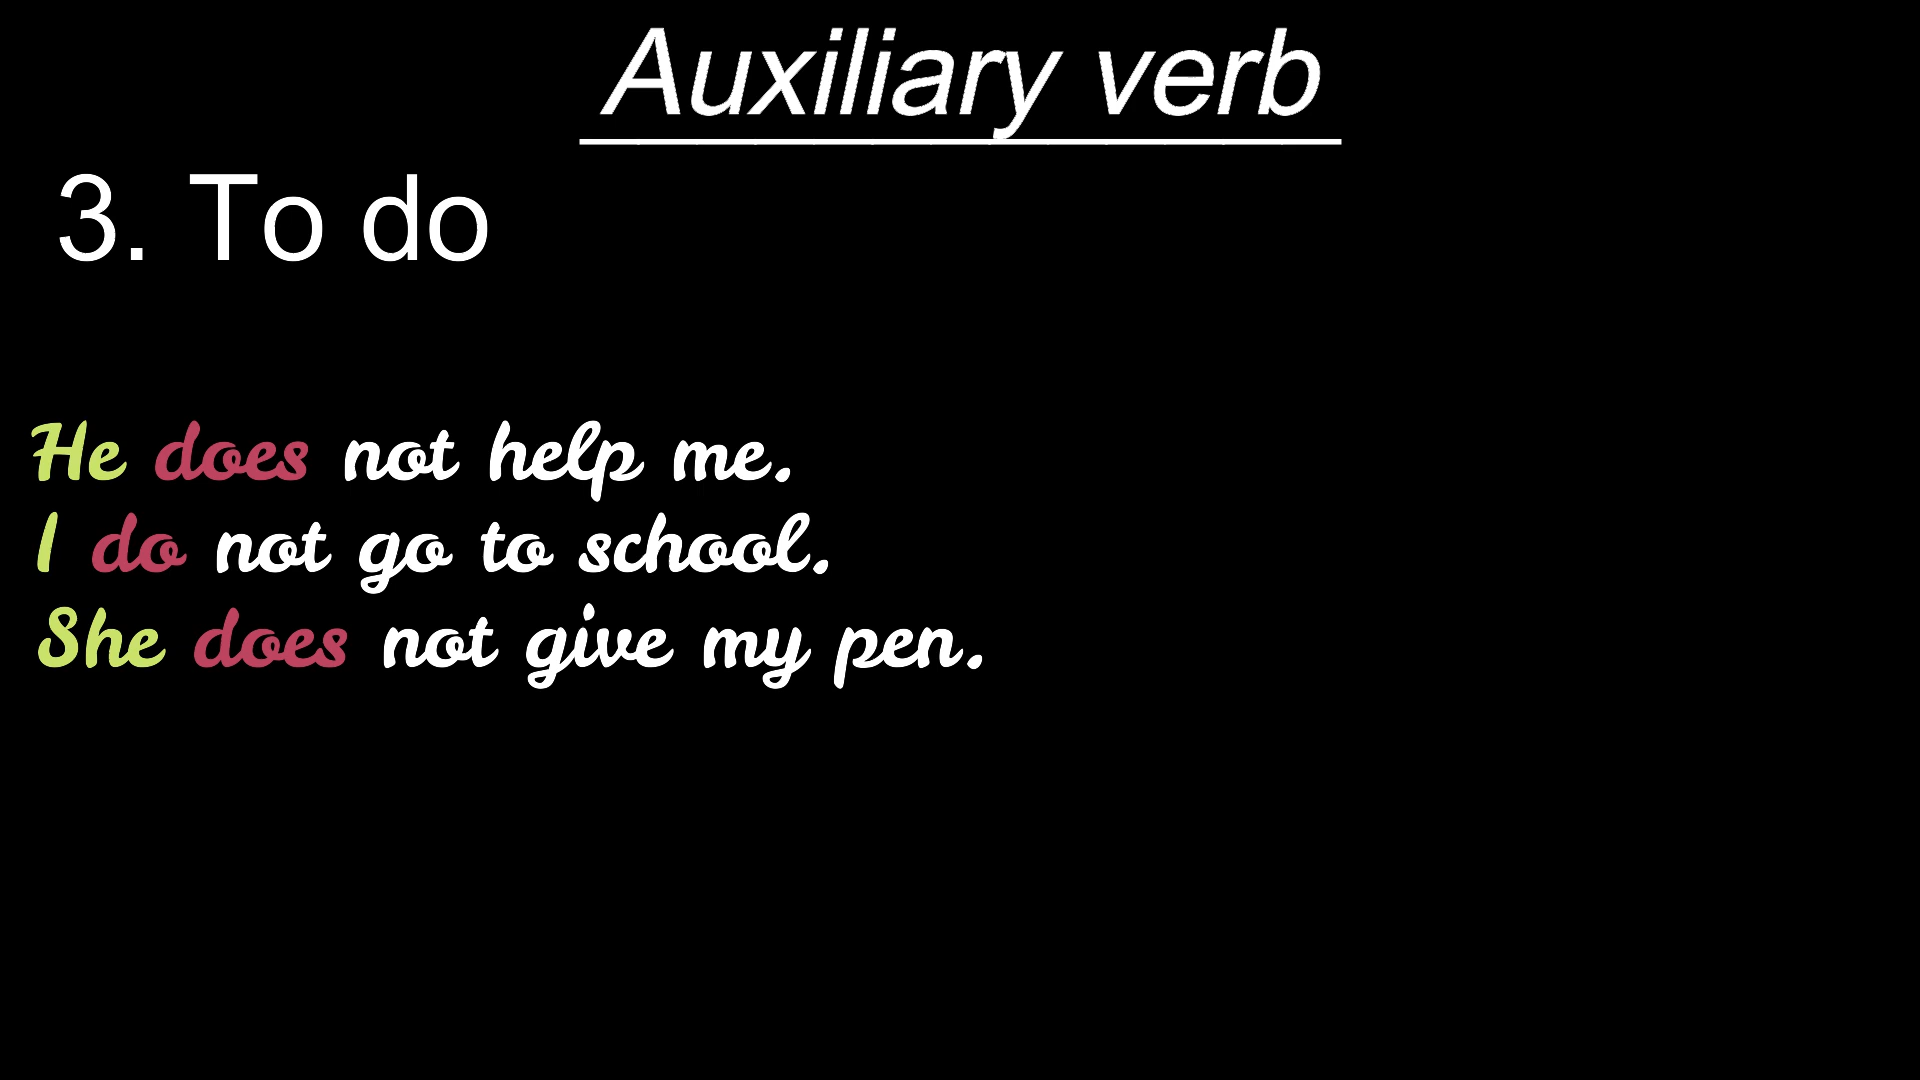 Auxiliary verb
3. To do
He does not help me.
I do not go to school.
She does not give my pen.